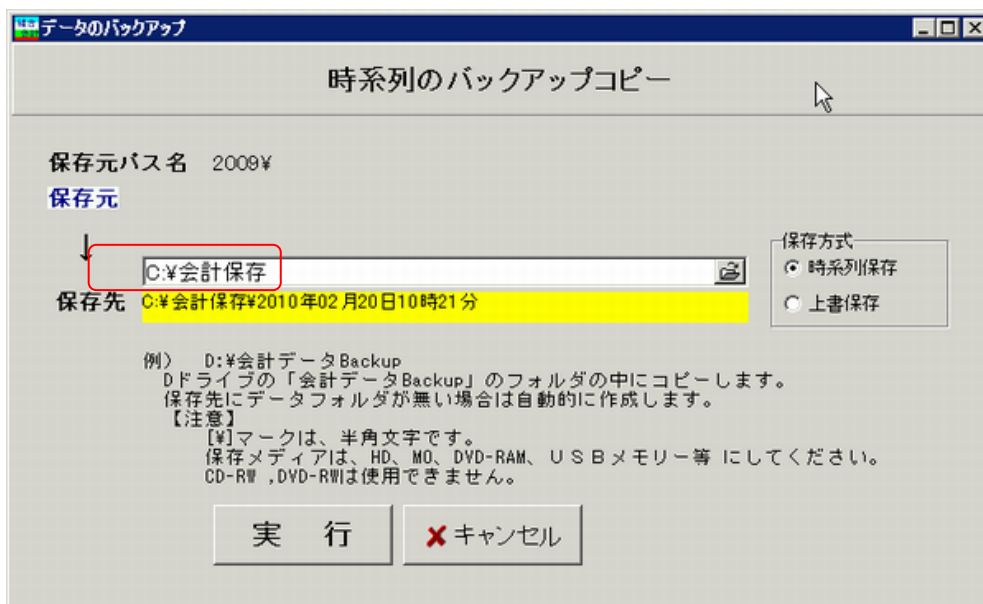 データのバックアップ
時系列のバックアップコピー
保存元パス名 2009¥
保存元
↓
保存方式
C:¥会計保存
時系列保存
保存先 C:¥会計保存¥2010年02月20日10時21分
上書保存
例） D:¥会計データBackup
Dドライブの「会計データBackup」のフォルダの中にコピーします。
保存先にデータフォルダが無い場合は自動的に作成します。
【注意】
[¥]マークは、半角文字です。
保存メディアは、HD、MO、DVD-RAM、ＵＳＢメモリー等 にしてください。
CD-RW ,DVD-RWは使用できません。
実 行
キャンセル